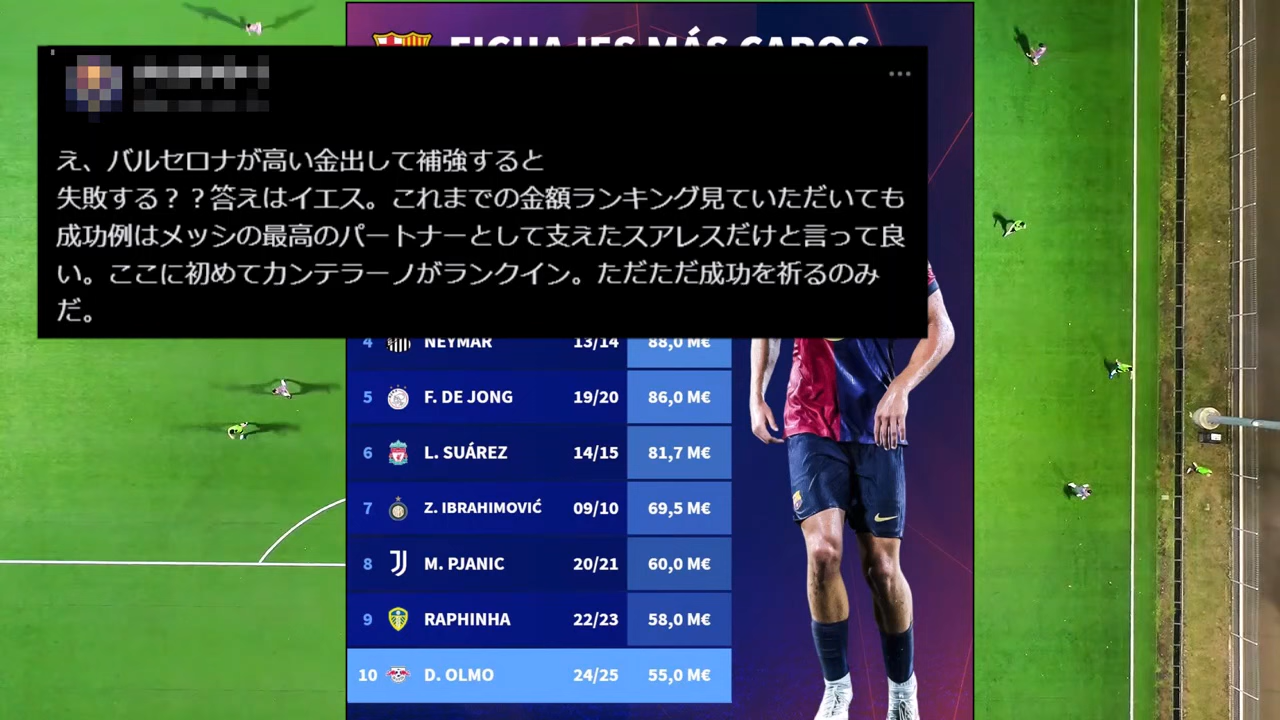 え、バルセロナが高い金出して補強すると
失敗する？？答えはイエス。これまでの金額ランキング見ていただいても
成功例はメッシの最高のパートナーとして支えたスアレスだけと言って良
い。ここに初めてカンテラーノがランクイン。ただただ成功を祈るのみ
だ。
FICHAJES MÁS CAROS
4 NEYMAR 13/14 88,0 M€
5 F. DE JONG 19/20 86,0 M€
6 L. SUÁREZ 14/15 81,7 M€
7 Z. IBRAHIMOVIĆ 09/10 69,5 M€
8 M. PJANIC 20/21 60,0 M€
9 RAPHINHA 22/23 58,0 M€
10 D. OLMO 24/25 55,0 M€